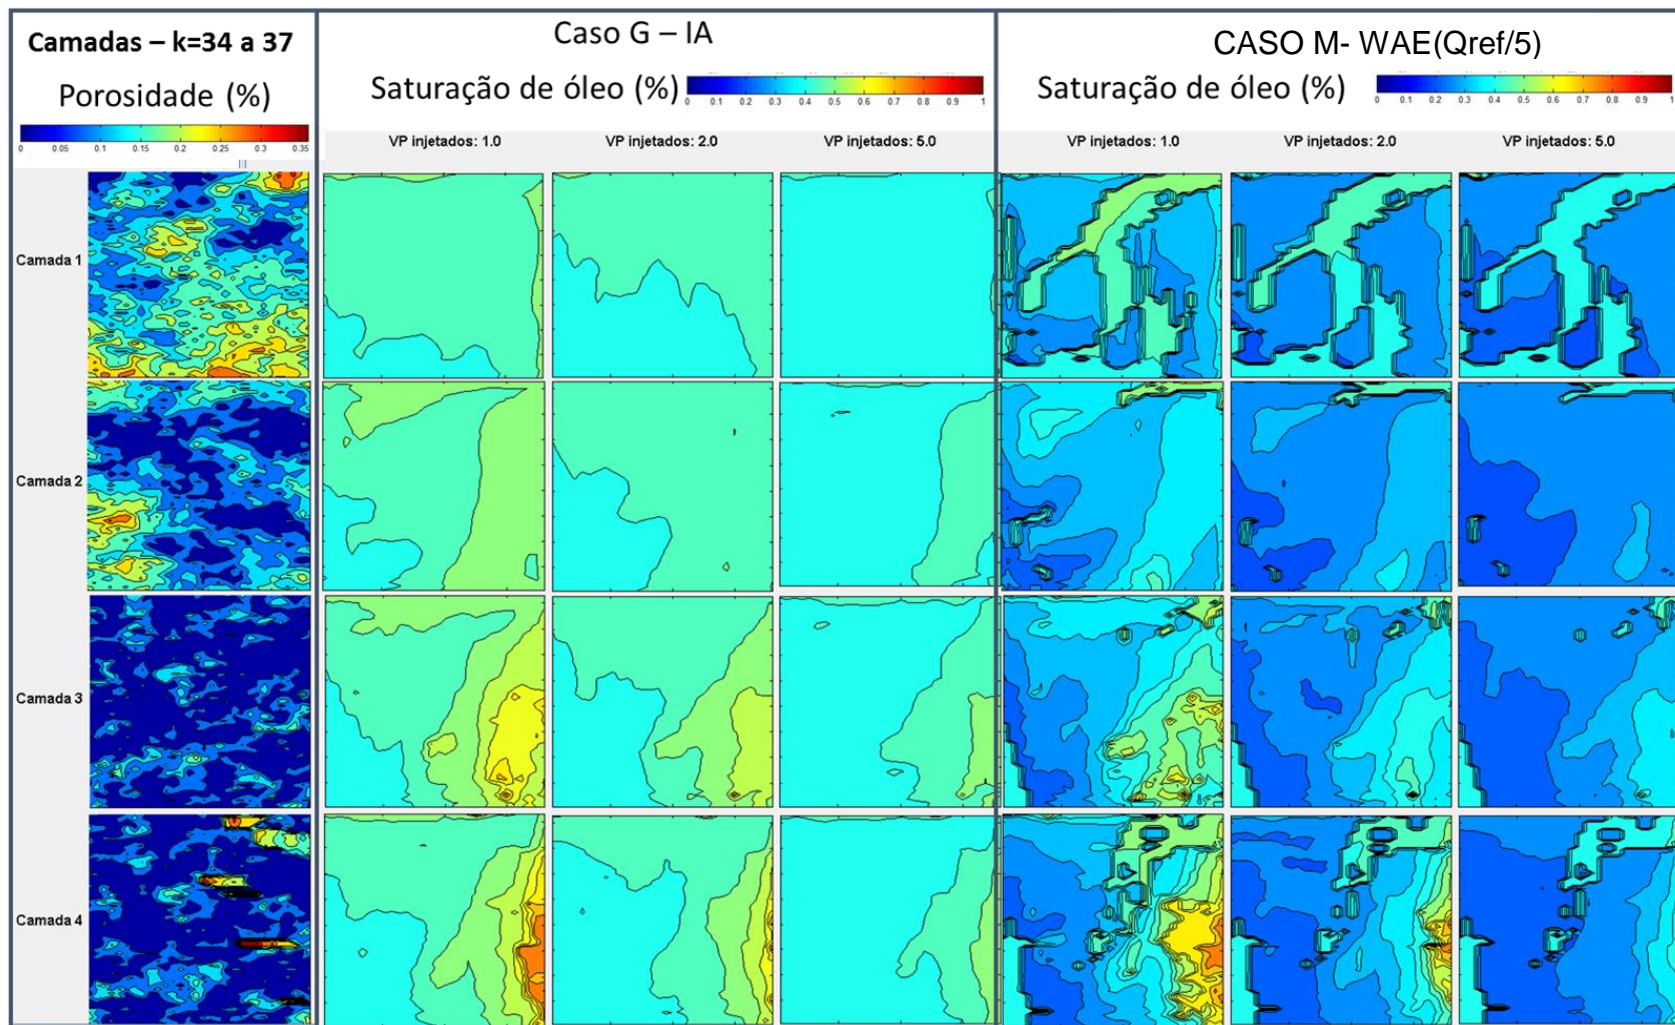 Camadas – k=34 a 37
Porosidade (%)
0 0.05 0.1 0.15 0.2 0.25 0.3 0.35
Caso G – IA
Saturação de óleo (%)
0 0.1 0.2 0.3 0.4 0.5 0.6 0.7 0.8 0.9 1
VP injetados: 1.0
VP injetados: 2.0
VP injetados: 5.0
CASO M- WAE(Qref/5)
Saturação de óleo (%)
0 0.1 0.2 0.3 0.4 0.5 0.6 0.7 0.8 0.9 1
VP injetados: 1.0
VP injetados: 2.0
VP injetados: 5.0
Camada 1
Camada 2
Camada 3
Camada 4